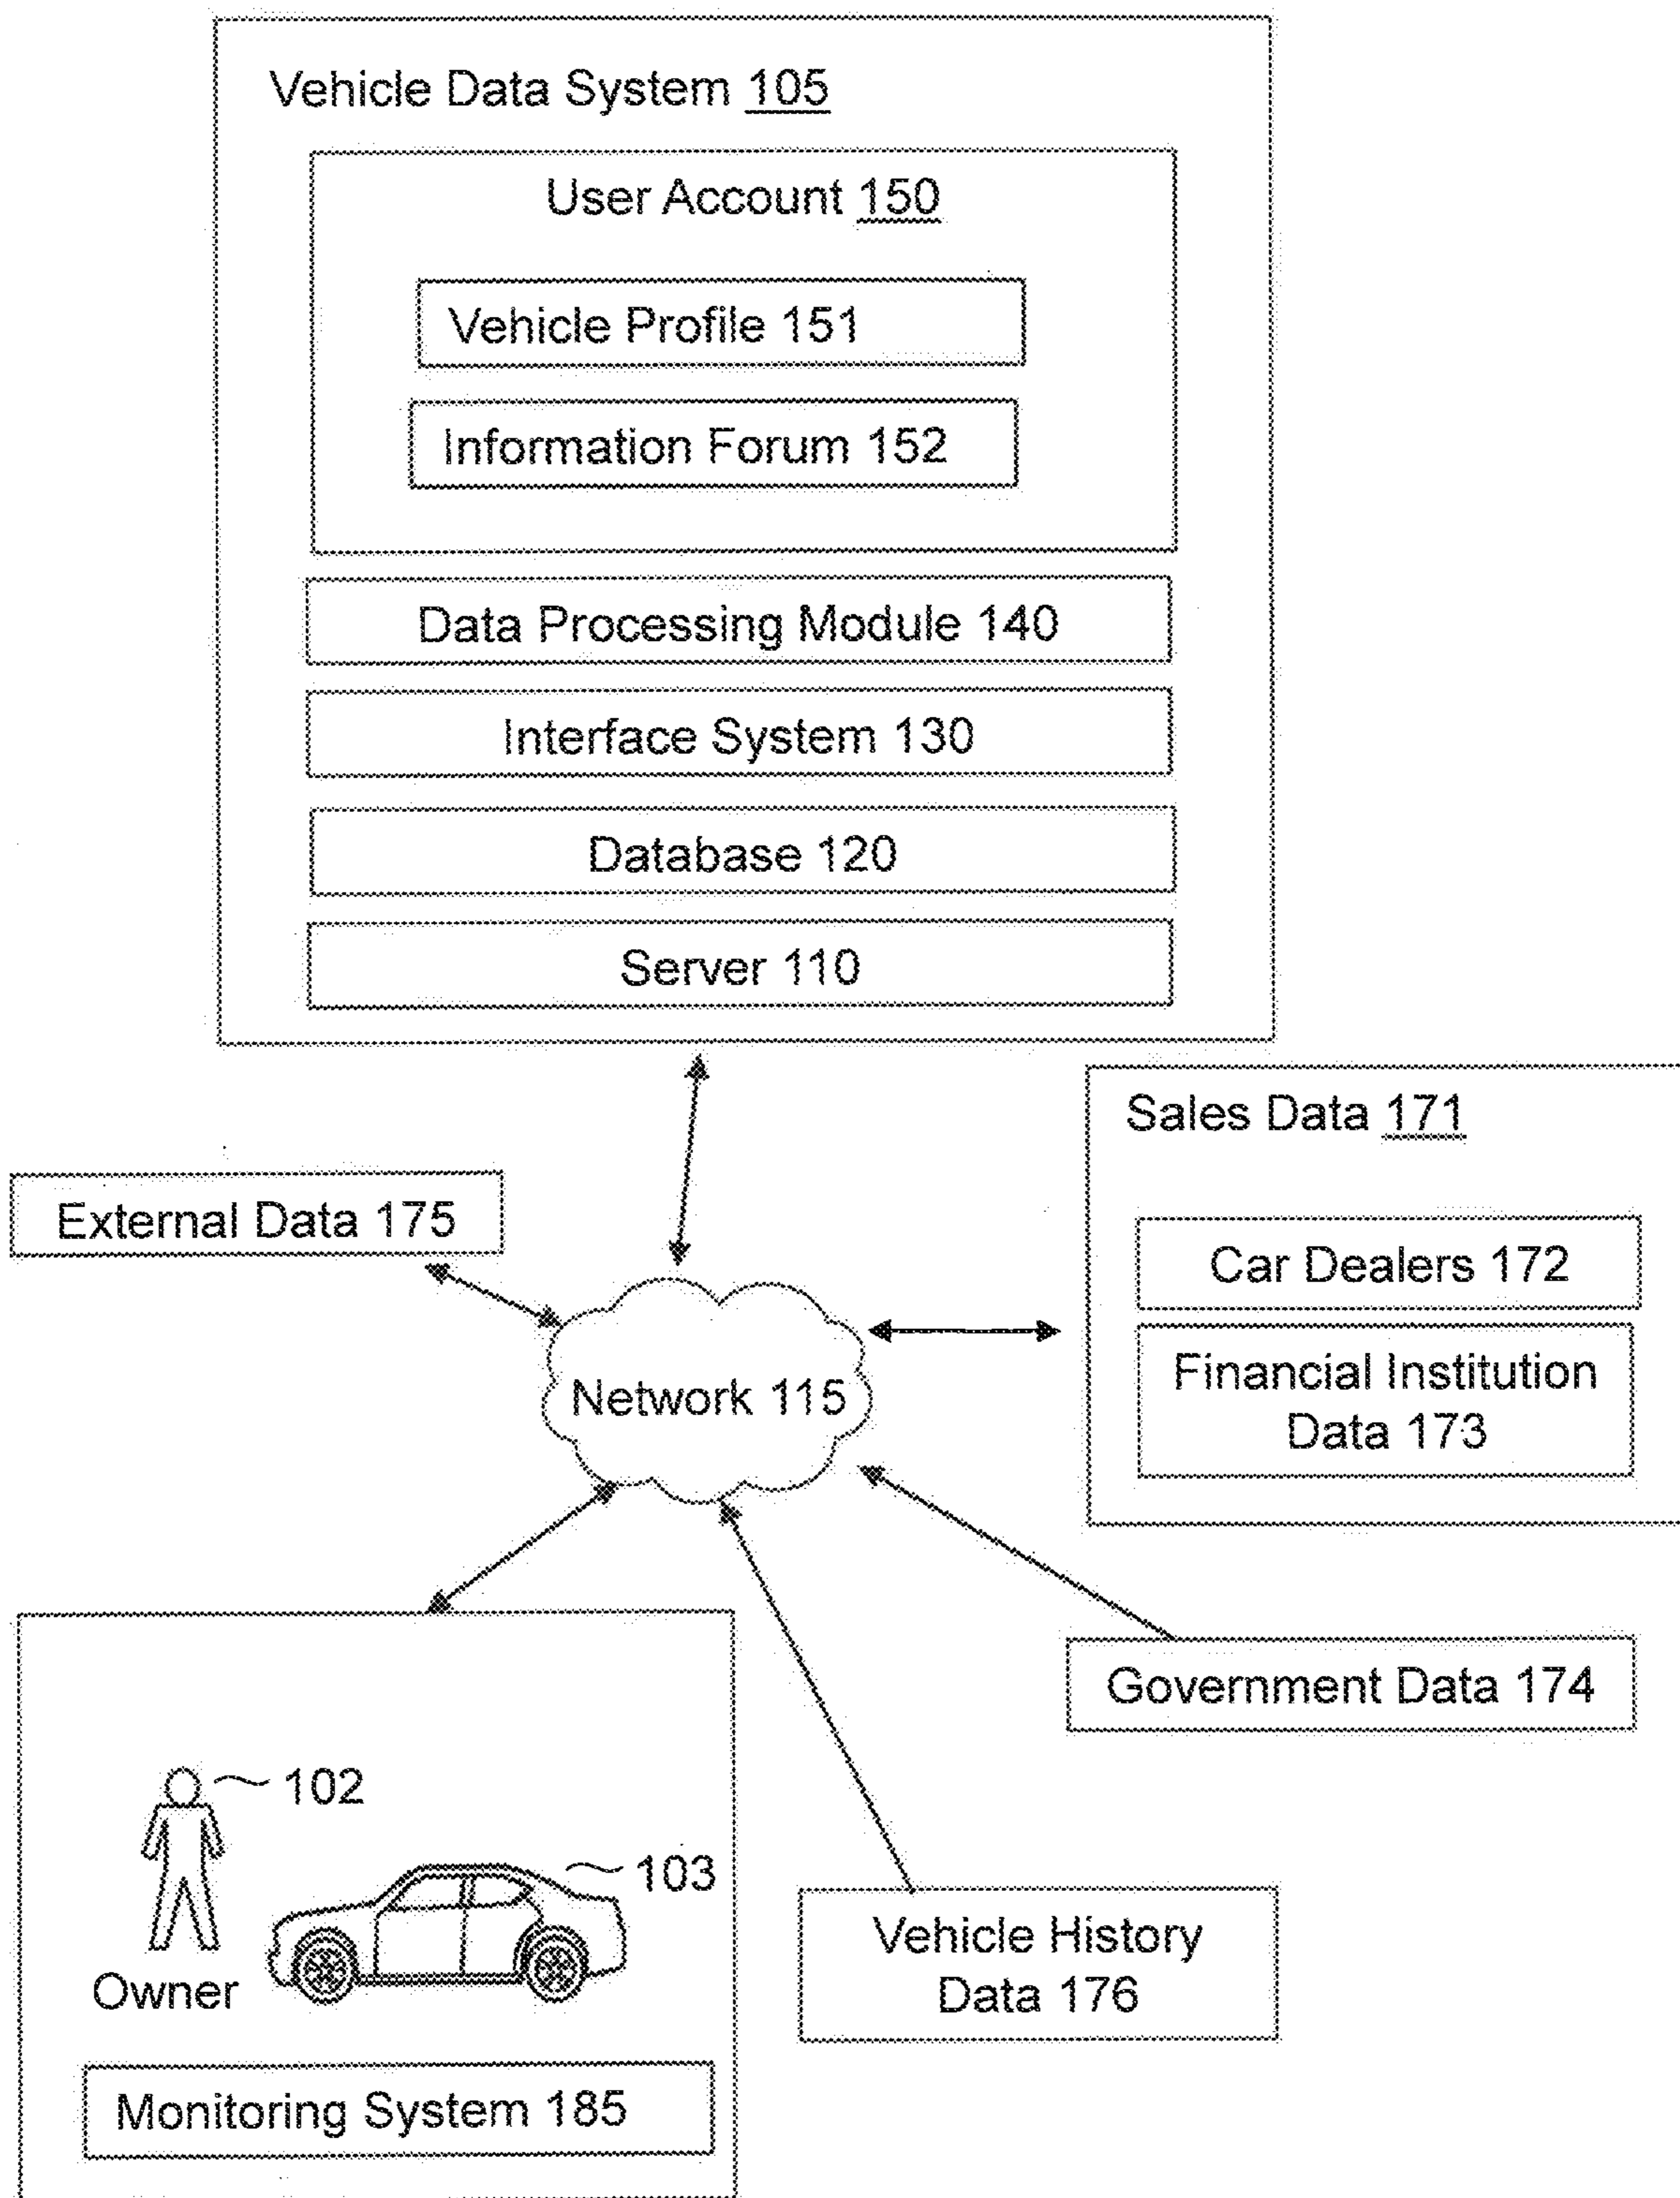 Vehicle Data System 105
User Account 150
Vehicle Profile 151
Information Forum 152
Data Processing Module 140
Interface System 130
Database 120
Server 110
Sales Data 171
External Data 175
Car Dealers 172
Financial Institution
Data 173
Network 115
Government Data 174
102
103
Owner
Vehicle History
Data 176
Monitoring System 185